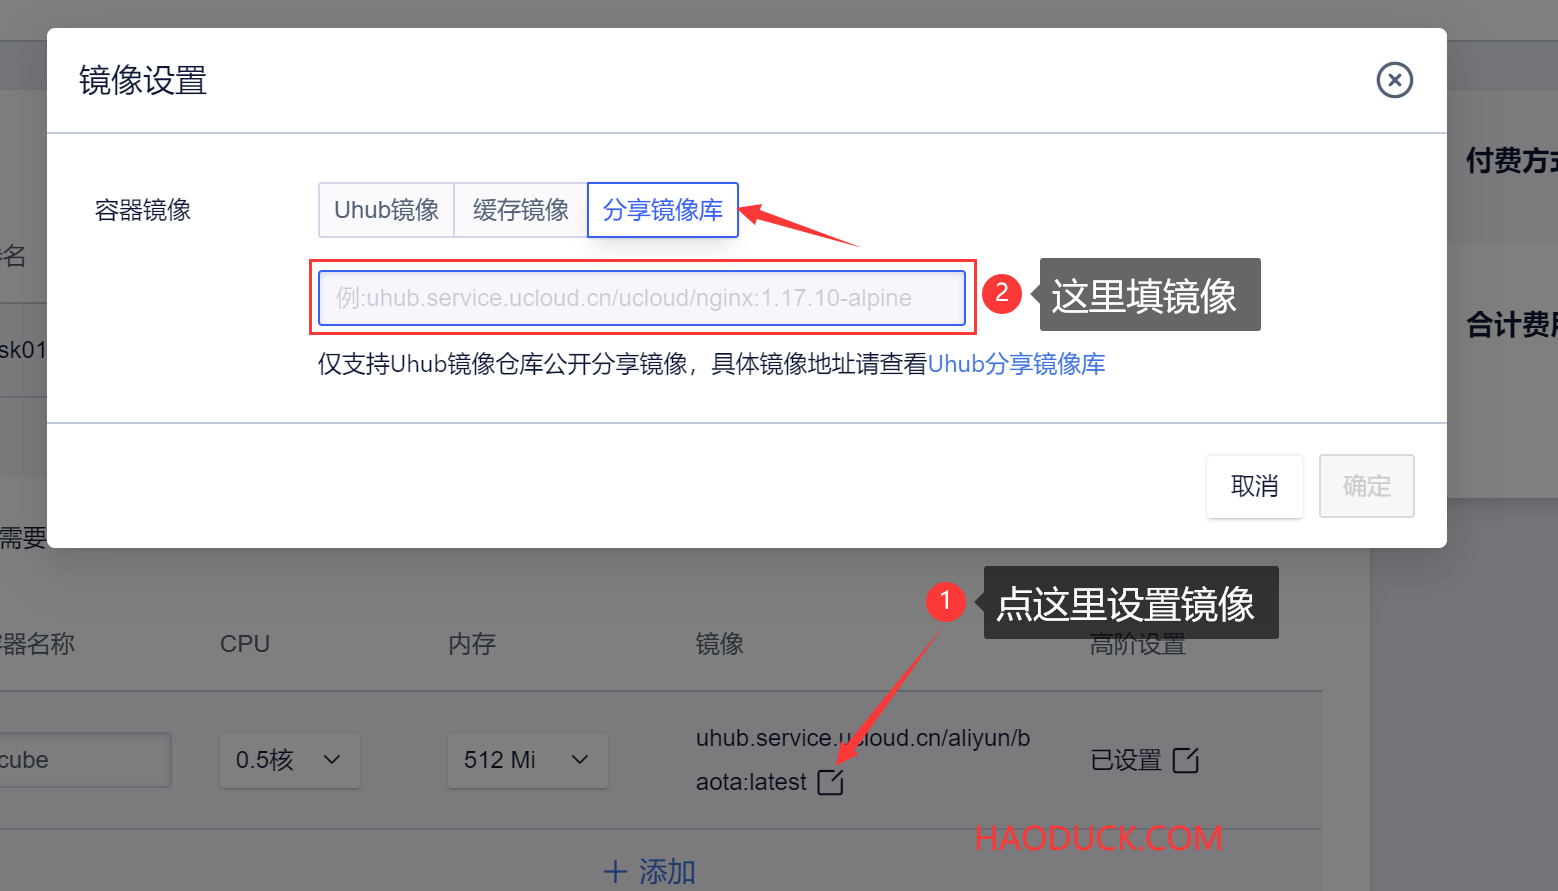 镜像设置
付费方式
容器镜像
Uhub镜像
缓存镜像
分享镜像库
名
例:uhub.service.ucloud.cn/ucloud/nginx:1.17.10-alpine
2
这里填镜像
合计费用
sk01
仅支持Uhub镜像仓库公开分享镜像，具体镜像地址请查看Uhub分享镜像库
取消
确定
需要
1
点这里设置镜像
器名称
CPU
内存
镜像
高阶设置
cube
0.5核
512 Mi
uhub.service.ucloud.cn/aliyun/b
aota:latest
已设置
HAODUCK.COM
+ 添加